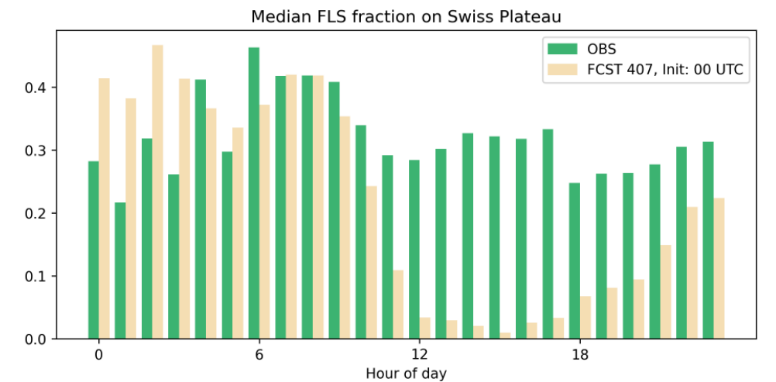 Median FLS fraction on Swiss Plateau
OBS
FCST 407, Init: 00 UTC
0.4
0.3
0.2
0.1
0.0
0 6 12 18
Hour of day